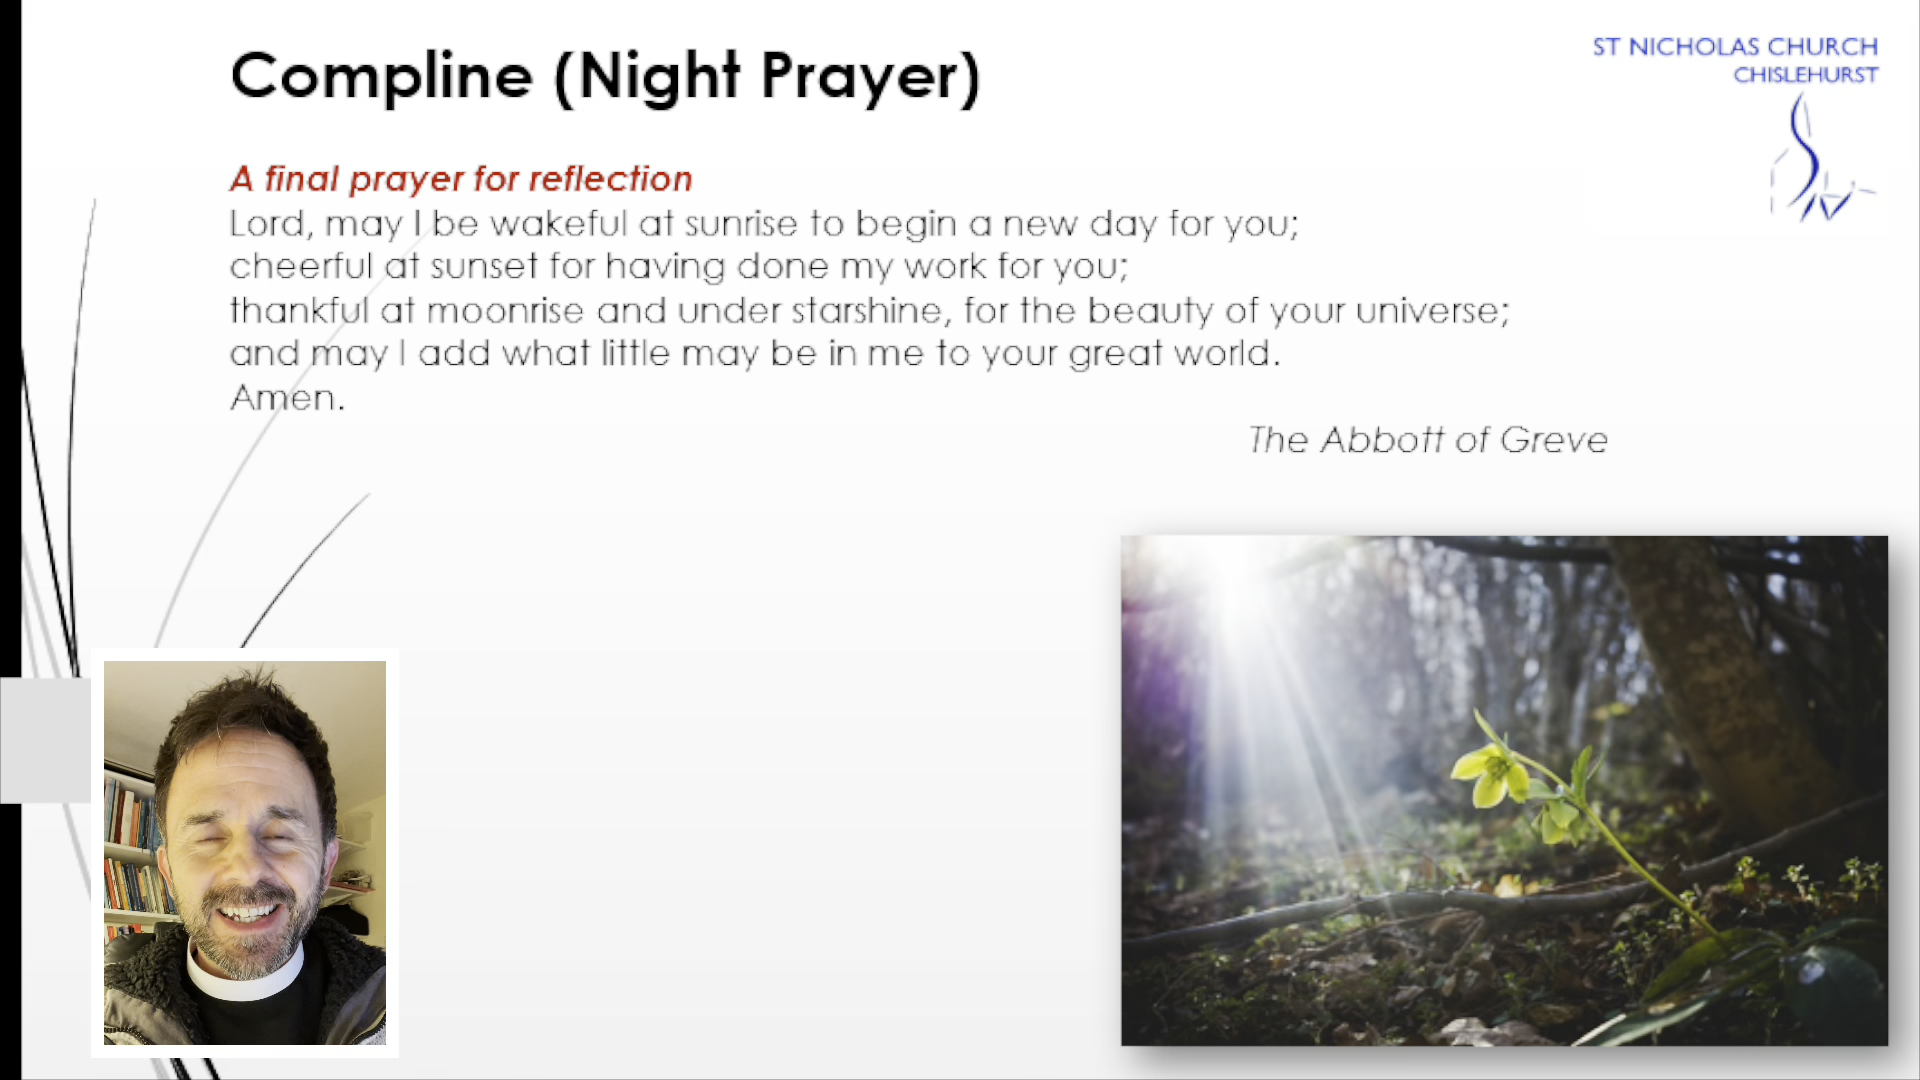 Compline (Night Prayer)
ST NICHOLAS CHURCH
CHISLEHURST
A final prayer for reflection
Lord, may I be wakeful at sunrise to begin a new day for you;
cheerful at sunset for having done my work for you;
thankful at moonrise and under starshine, for the beauty of your universe;
and may I add what little may be in me to your great world.
Amen.
The Abbott of Greve